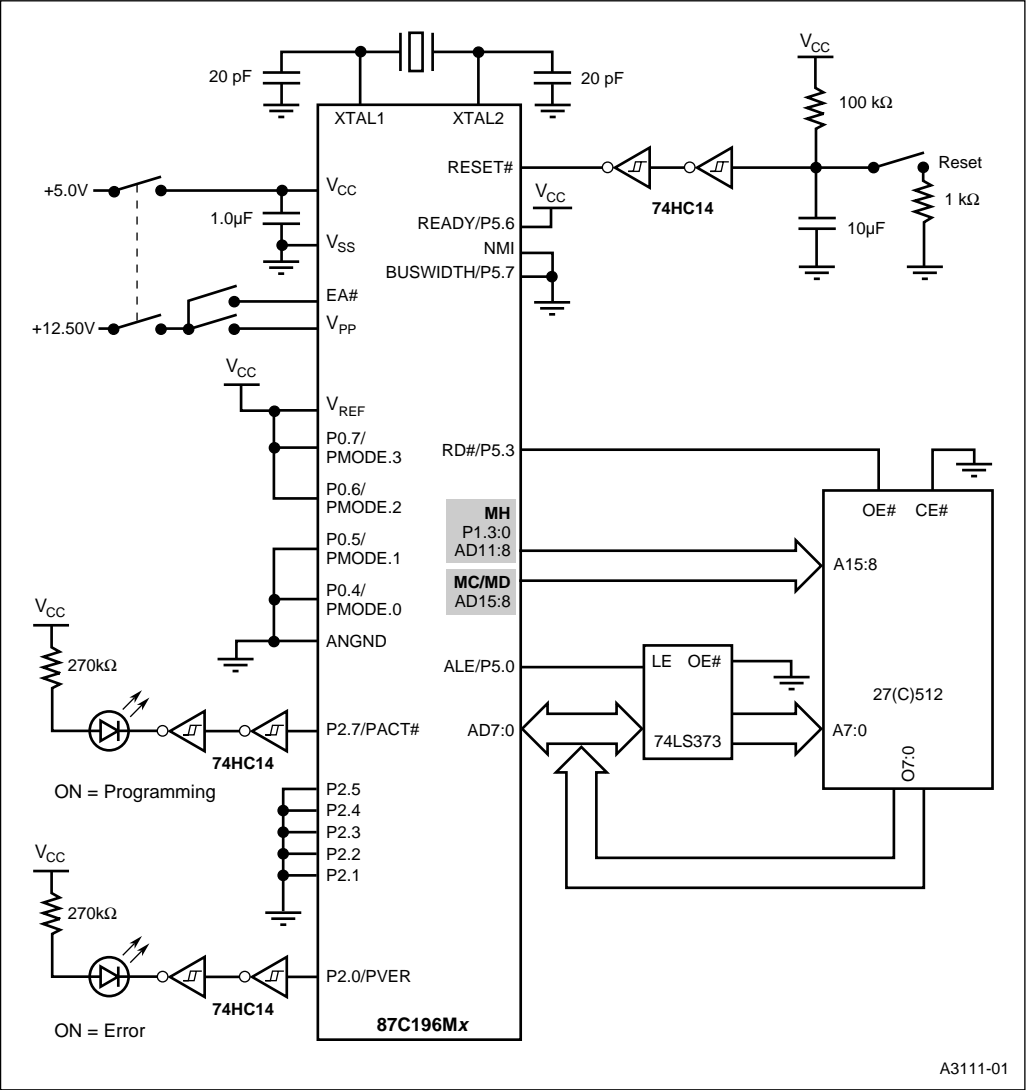 20 pF
20 pF
XTAL1
XTAL2
VCC
100 kΩ
RESET#
74HC14
Reset
1 kΩ
10µF
+5.0V
VCC
1.0µF
VSS
VCC
READY/P5.6
NMI
BUSWIDTH/P5.7
EA#
+12.50V
VPP
VCC
VREF
P0.7/
PMODE.3
P0.6/
PMODE.2
P0.5/
PMODE.1
P0.4/
PMODE.0
ANGND
RD#/P5.3
MH
P1.3:0
AD11:8
MC/MD
AD15:8
OE#
CE#
A15:8
27(C)512
A7:0
O7:0
ALE/P5.0
LE
OE#
74LS373
AD7:0
VCC
270kΩ
P2.7/PACT#
74HC14
ON = Programming
P2.5
P2.4
P2.3
P2.2
P2.1
VCC
270kΩ
P2.0/PVER
74HC14
ON = Error
87C196Mx
A3111-01